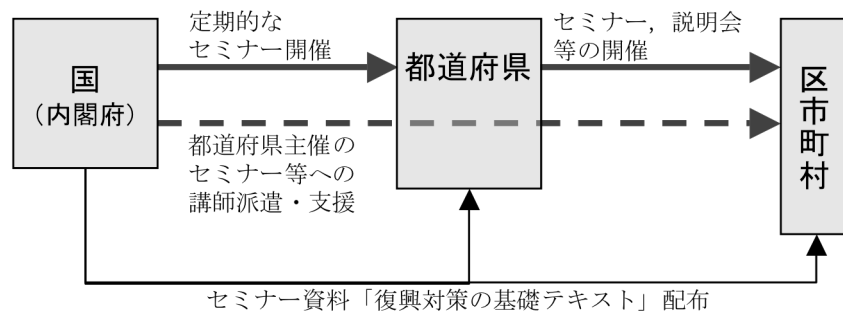 定期的な
セミナー開催
セミナー，説明会
等の開催
国
（内閣府）
都道府県
区市町村
都道府県主催の
セミナー等への
講師派遣・支援
セミナー資料「復興対策の基礎テキスト」配布